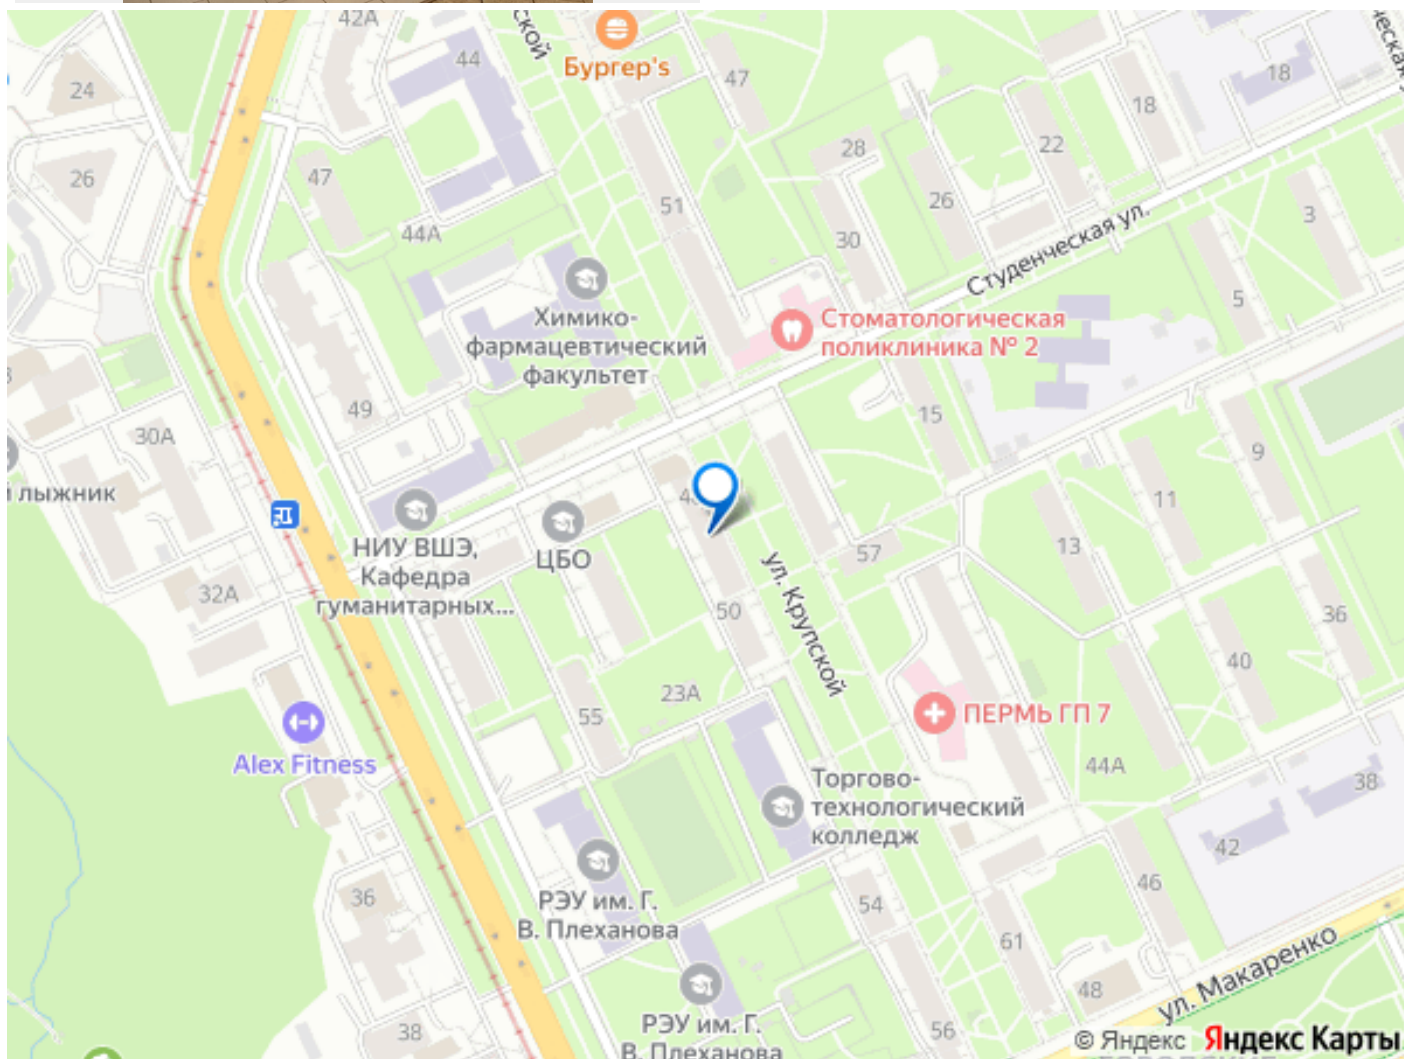 42А
ской
Бургер's
44
47
18
24
18
22
28
47
26
26
51
44А
30
3
Студенческая ул.
5
Химико-
фармацевтический
факультет
Стоматологическая
поликлиника № 2
49
30А
15
9
й лыжник
11
НИУ ВШЭ,
Кафедра
гуманитарных...
ЦБО
13
57
32А
50
ул. Крупской
36
40
23А
55
ПЕРМЬ ГП 7
Alex Fitness
44А
38
Торгово-
технологический
колледж
42
36
46
РЭУ им. Г.
В. Плеханова
54
61
ул. Макаренко
48
38
РЭУ им. Г.
В. Плеханова
56
© Яндекс Яндекс Карты